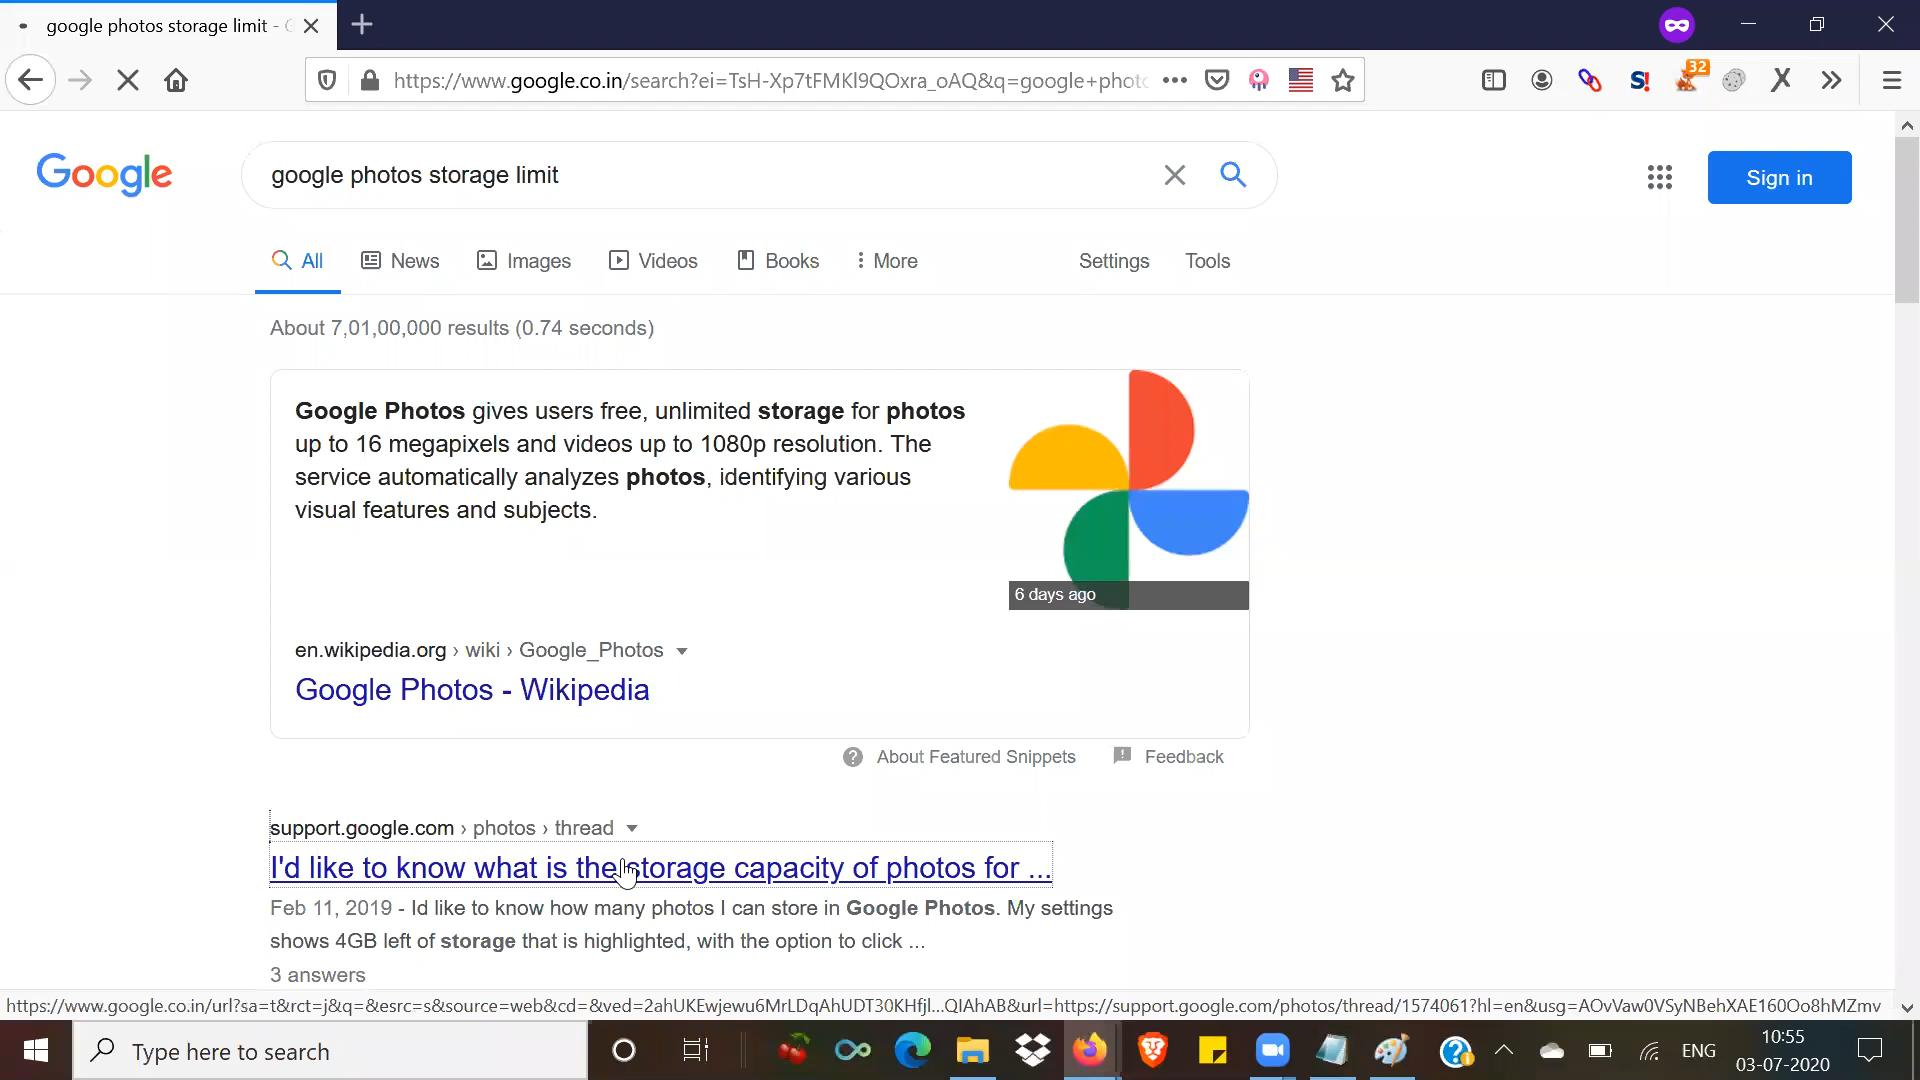 google photos storage limit -
https://www.google.co.in/search?ei=TsH-Xp7tFMKl9QOxra_oAQ&q=google+phot
32
Google
google photos storage limit
Sign in
All
News
Images
Videos
Books
More
Settings
Tools
About 7,01,00,000 results (0.74 seconds)
Google Photos gives users free, unlimited storage for photos
up to 16 megapixels and videos up to 1080p resolution. The
service automatically analyzes photos, identifying various
visual features and subjects.
6 days ago
en.wikipedia.org › wiki › Google_Photos
Google Photos - Wikipedia
About Featured Snippets
Feedback
support.google.com › photos › thread
I'd like to know what is the storage capacity of photos for ...
Feb 11, 2019 - Id like to know how many photos I can store in Google Photos. My settings
shows 4GB left of storage that is highlighted, with the option to click ...
3 answers
https://www.google.co.in/url?sa=t&rct=j&q=&esrc=s&source=web&cd=&ved=2ahUKEwjewu6MrLDqAhUDT30KHfjl...QIAhAB&url=https://support.google.com/photos/thread/1574061?hl=en&usg=AOvVaw0VSyNBehXAE160Oo8hMZmv
Type here to search
ENG
10:55
03-07-2020